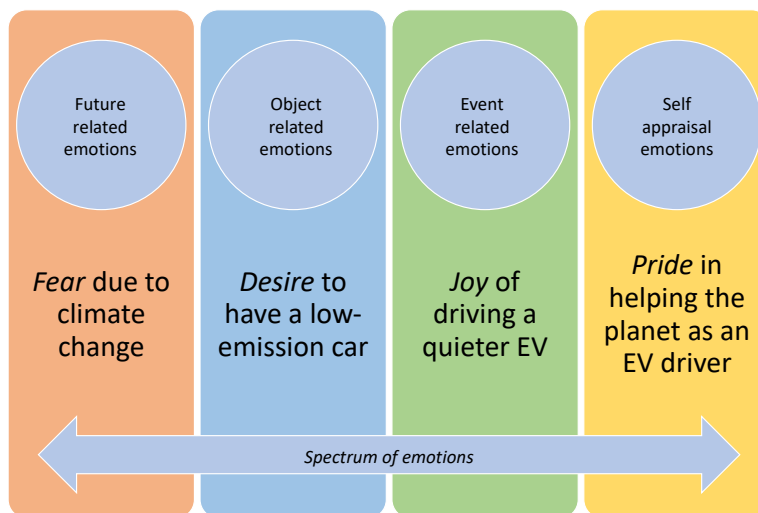 Future
related
emotions
Object
related
emotions
Event
related
emotions
Self
appraisal
emotions
Fear due to
climate
change
Desire to
have a low-
emission car
Joy of
driving a
quieter EV
Pride in
helping the
planet as an
EV driver
Spectrum of emotions